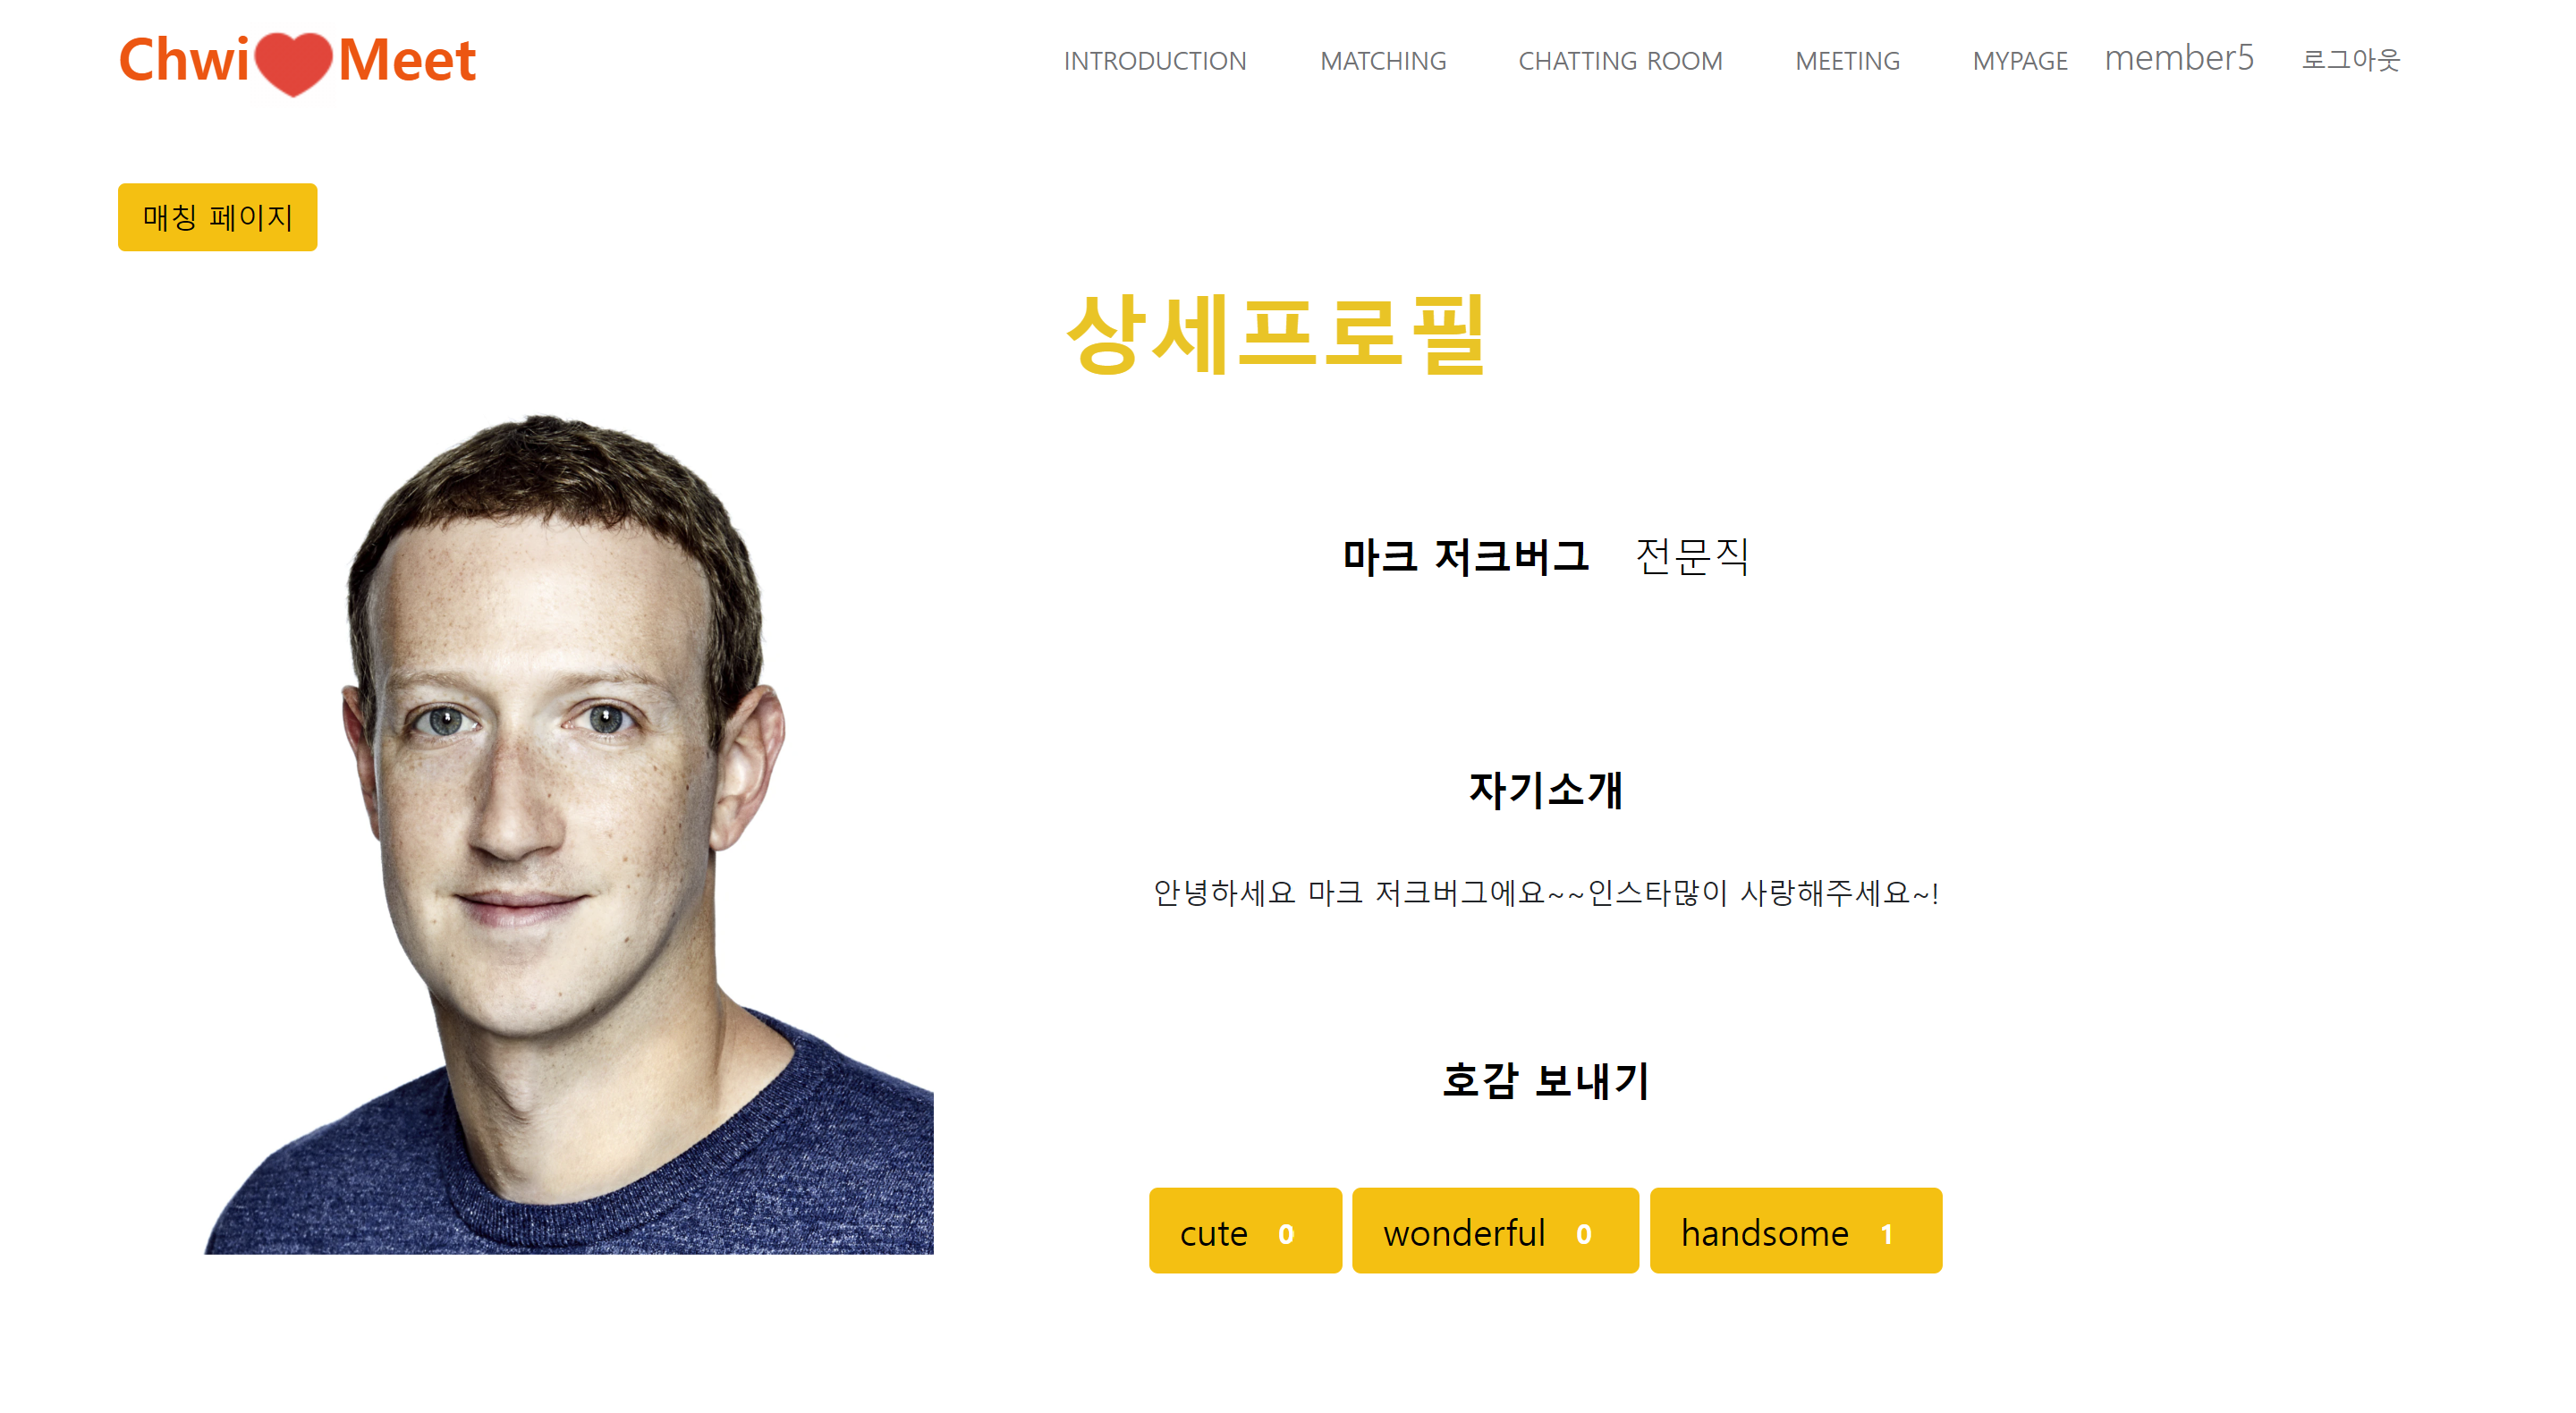 Chwi Meet
INTRODUCTION MATCHING CHATTING ROOM MEETING MYPAGE member5 로그아웃
매칭 페이지
상세프로필
마크 저크버그 전문직
자기소개
안녕하세요 마크 저크버그에요~~인스타많이 사랑해주세요~!
호감 보내기
cute 0 wonderful 0 handsome 1